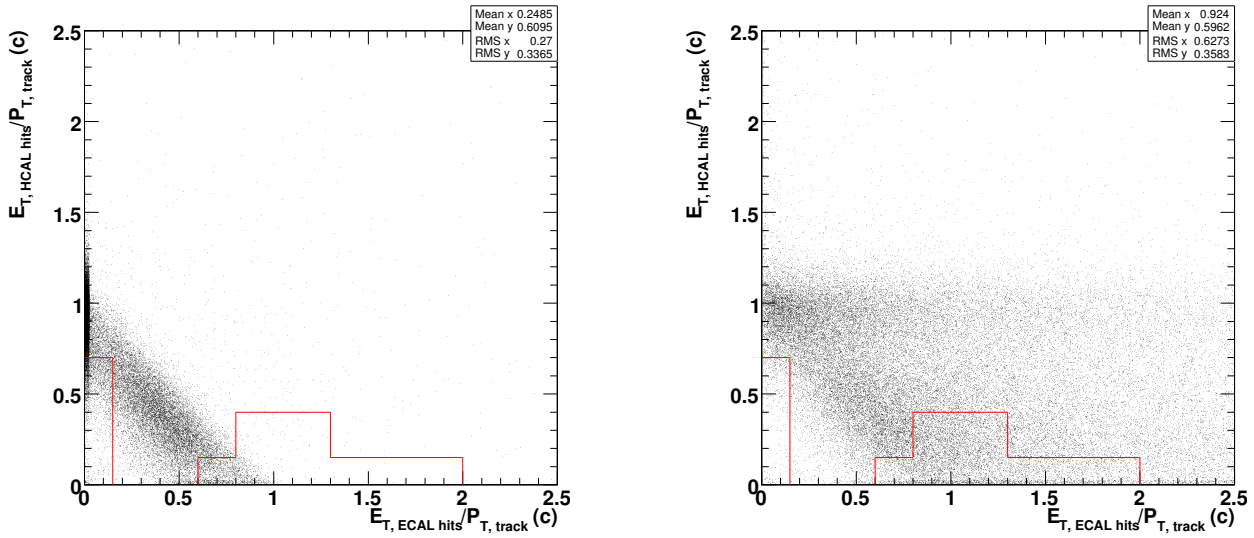 Mean x 0.2485
Mean y 0.6095
RMS x 0.27
RMS y 0.3365
E_T, HCAL hits/P_T, track (c)
2.5
2
1.5
1
0.5
0
0 0.5 1 1.5 2 2.5
E_T, ECAL hits/P_T, track (c)
Mean x 0.924
Mean y 0.5962
RMS x 0.6273
RMS y 0.3583
E_T, HCAL hits/P_T, track (c)
2.5
2
1.5
1
0.5
0
0 0.5 1 1.5 2 2.5
E_T, ECAL hits/P_T, track (c)